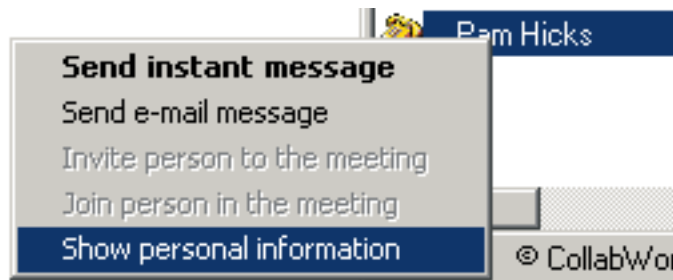 Pam Hicks
Send instant message
Send e-mail message
Invite person to the meeting
Join person in the meeting
Show personal information
©